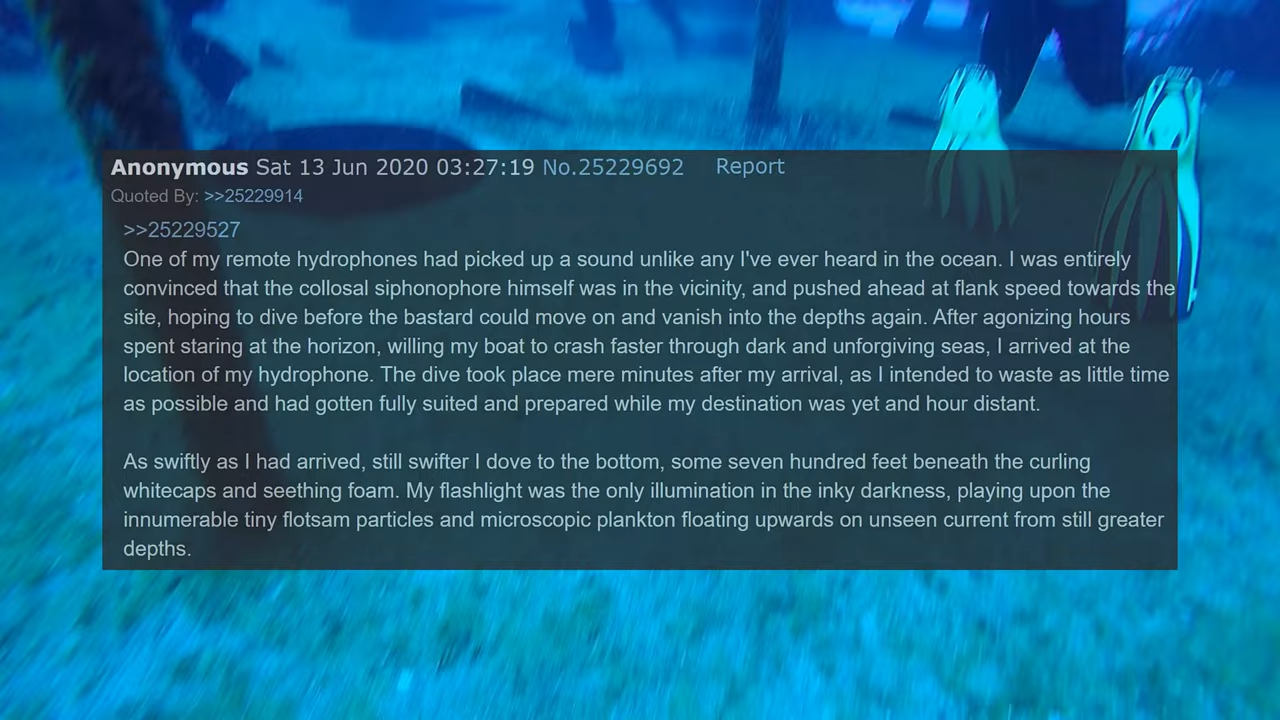 Anonymous Sat 13 Jun 2020 03:27:19 No.25229692 Report
Quoted By: >>25229914
>>25229527
One of my remote hydrophones had picked up a sound unlike any I've ever heard in the ocean. I was entirely
convinced that the collosal siphonophore himself was in the vicinity, and pushed ahead at flank speed towards the
site, hoping to dive before the bastard could move on and vanish into the depths again. After agonizing hours
spent staring at the horizon, willing my boat to crash faster through dark and unforgiving seas, I arrived at the
location of my hydrophone. The dive took place mere minutes after my arrival, as I intended to waste as little time
as possible and had gotten fully suited and prepared while my destination was yet and hour distant.
As swiftly as I had arrived, still swifter I dove to the bottom, some seven hundred feet beneath the curling
whitecaps and seething foam. My flashlight was the only illumination in the inky darkness, playing upon the
innumerable tiny flotsam particles and microscopic plankton floating upwards on unseen current from still greater
depths.